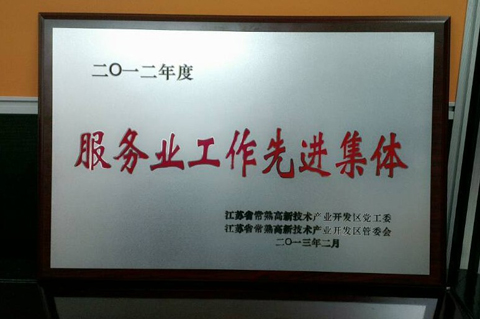 二〇一二年度
服务业工作先进集体
江苏省常熟高新技术产业开发区党工委
江苏省常熟高新技术产业开发区管委会
二〇一三年二月